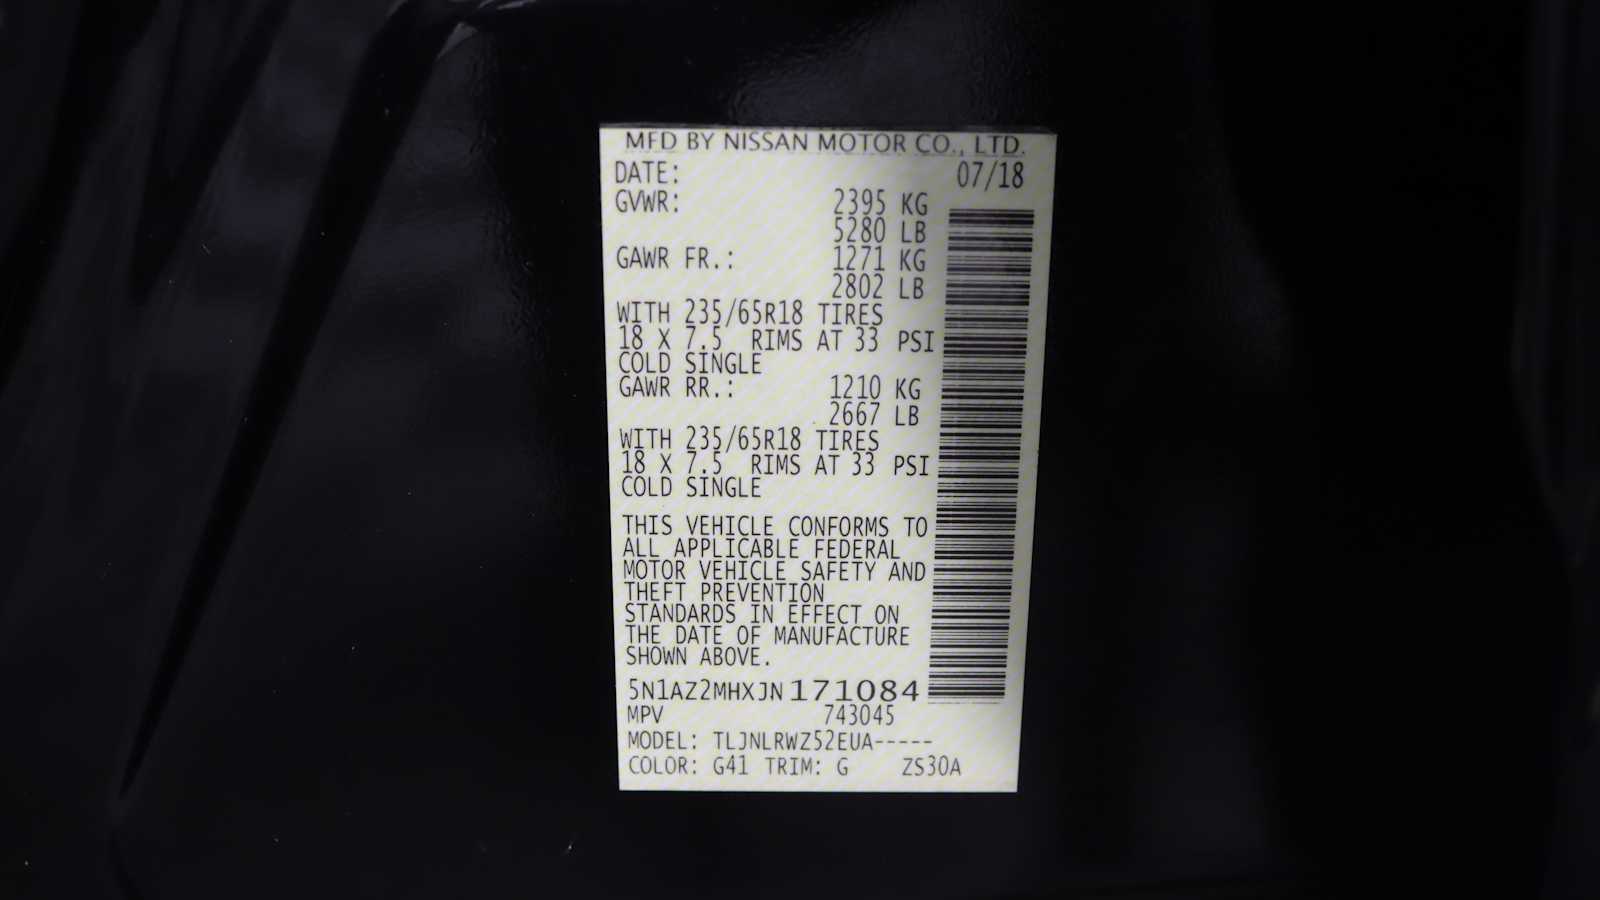 MFD BY NISSAN MOTOR CO., LTD.
DATE: 07/18
GVWR: 2395 KG
5280 LB
GAWR FR.: 1271 KG
2802 LB
WITH 235/65R18 TIRES
18 X 7.5 RIMS AT 33 PSI
COLD SINGLE
GAWR RR.: 1210 KG
2667 LB
WITH 235/65R18 TIRES
18 X 7.5 RIMS AT 33 PSI
COLD SINGLE
THIS VEHICLE CONFORMS TO
ALL APPLICABLE FEDERAL
MOTOR VEHICLE SAFETY AND
THEFT PREVENTION
STANDARDS IN EFFECT ON
THE DATE OF MANUFACTURE
SHOWN ABOVE.
5N1AZ2MHXJN171084
MPV 743045
MODEL: TLJNLRWZ52EUA-----
COLOR: G41 TRIM: G ZS30A